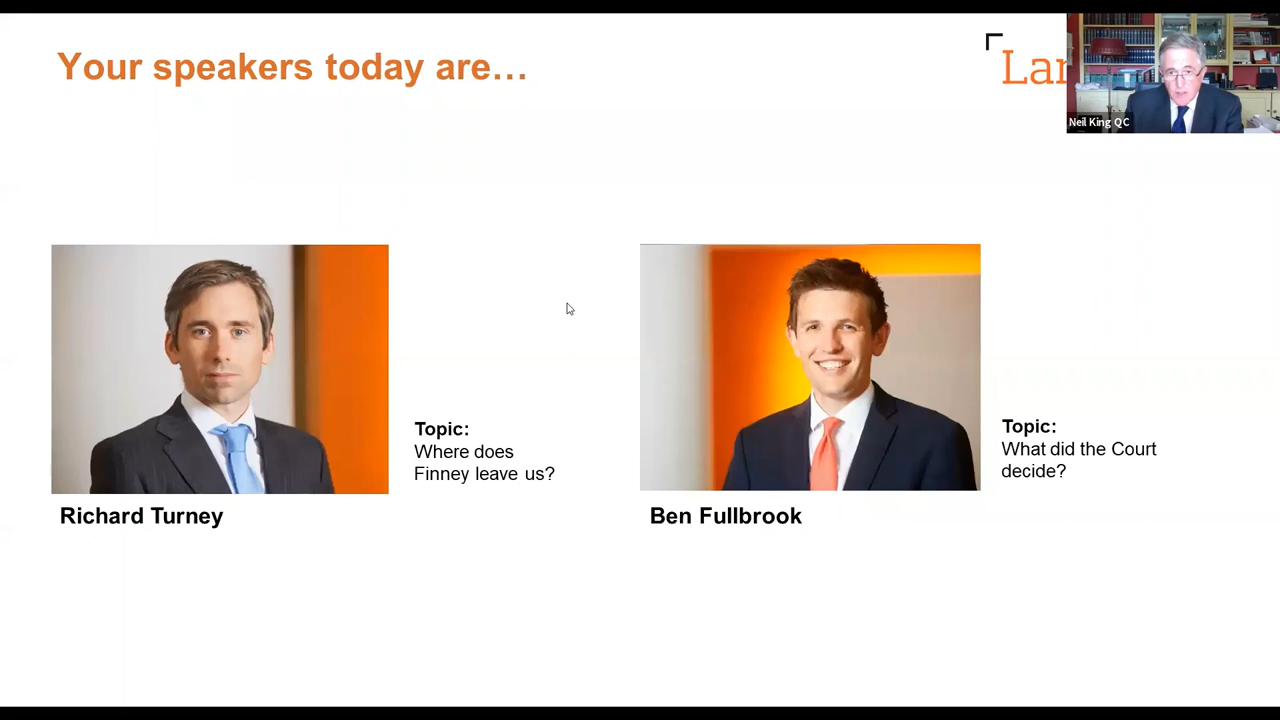 Your speakers today are…
Lan
Neil King QC
Topic:
Where does
Finney leave us?
Topic:
What did the Court
decide?
Richard Turney
Ben Fullbrook